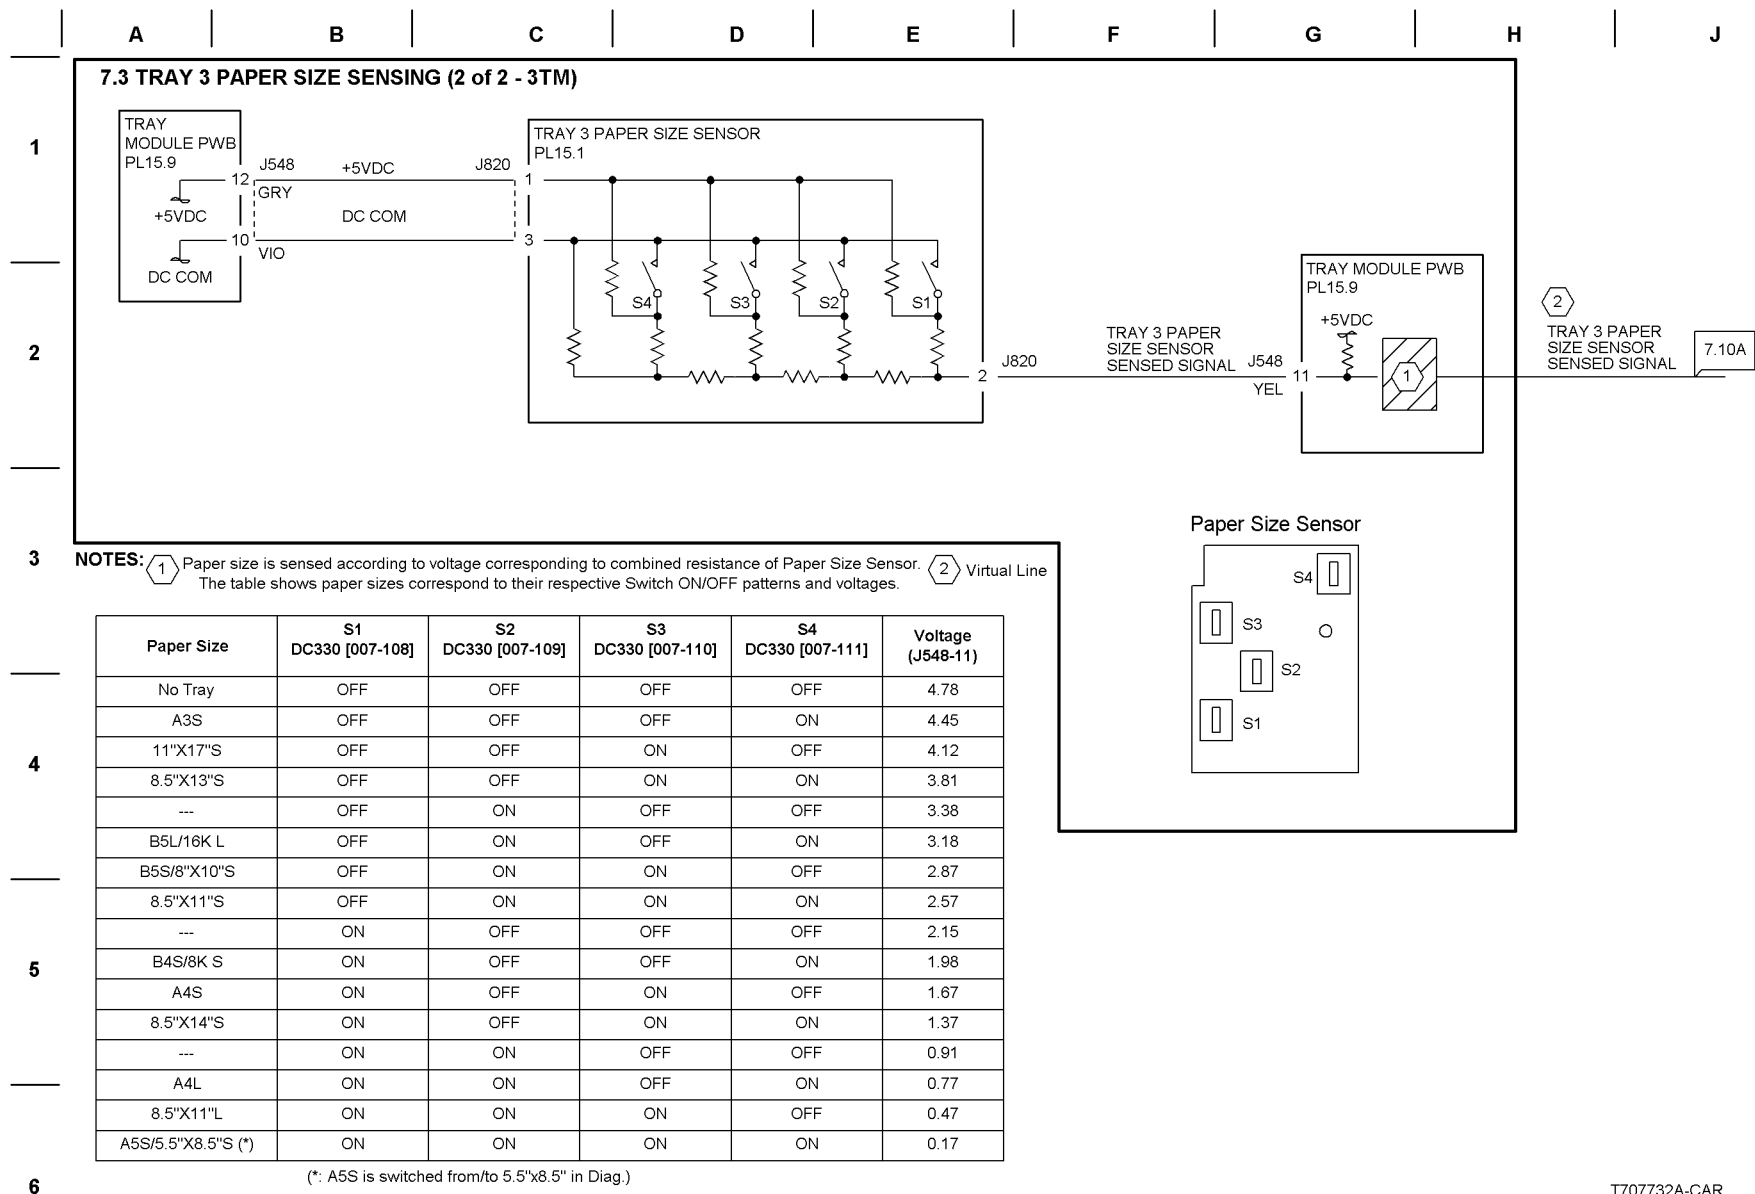 A B C D E F G H J
7.3 TRAY 3 PAPER SIZE SENSING (2 of 2 - 3TM)
1
TRAY
MODULE PWB
PL15.9
12
J548
GRY
+5VDC
J820
1
+5VDC
DC COM
10
VIO
3
DC COM
TRAY 3 PAPER SIZE SENSOR
PL15.1
S4 S3 S2 S1
2
2
J820
TRAY 3 PAPER
SIZE SENSOR
SENSED SIGNAL
J548
11
YEL
TRAY MODULE PWB
PL15.9
+5VDC
1
2
TRAY 3 PAPER
SIZE SENSOR
SENSED SIGNAL
7.10A
3
Paper Size Sensor
S4
S3
S2
S1
NOTES: 1 Paper size is sensed according to voltage corresponding to combined resistance of Paper Size Sensor. 2 Virtual Line
The table shows paper sizes correspond to their respective Switch ON/OFF patterns and voltages.
Paper Size S1 DC330 [007-108] S2 DC330 [007-109] S3 DC330 [007-110] S4 DC330 [007-111] Voltage (J548-11)
No Tray OFF OFF OFF OFF 4.78
A3S OFF OFF OFF ON 4.45
4
11"X17"S OFF OFF ON OFF 4.12
8.5"X13"S OFF OFF ON ON 3.81
--- OFF ON OFF OFF 3.38
B5L/16K L OFF ON OFF ON 3.18
B5S/8"X10"S OFF ON ON OFF 2.87
8.5"X11"S OFF ON ON ON 2.57
--- ON OFF OFF OFF 2.15
5
B4S/8K S ON OFF OFF ON 1.98
A4S ON OFF ON OFF 1.67
8.5"X14"S ON OFF ON ON 1.37
--- ON ON OFF OFF 0.91
A4L ON ON OFF ON 0.77
8.5"X11"L ON ON ON OFF 0.47
A5S/5.5"X8.5"S (*) ON ON ON ON 0.17
(*: A5S is switched from/to 5.5"x8.5" in Diag.)
6
T707732A-CAR